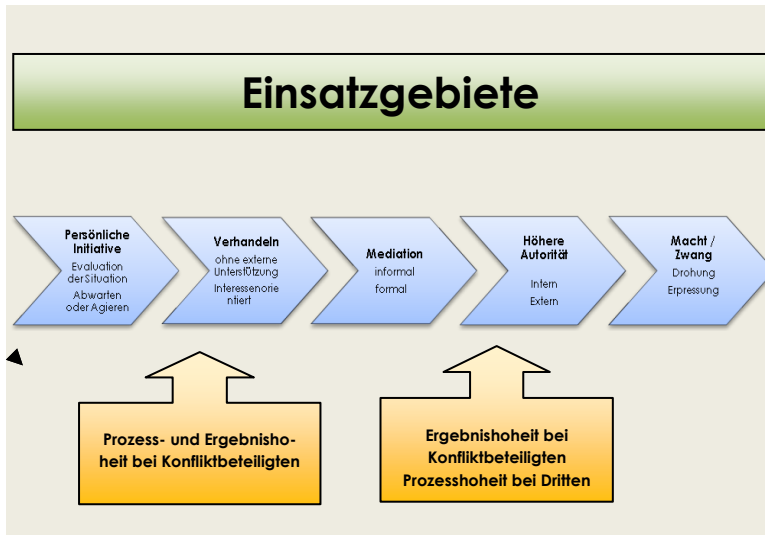 Einsatzgebiete
Persönliche
Initiative
Evaluation
der Situation
Abwarten
oder Agieren
Verhandeln
ohne externe
Unterstützung
Interessenorie
ntiert
Mediation
informal
formal
Höhere
Autorität
Intern
Extern
Macht /
Zwang
Drohung
Erpressung
Prozess- und Ergebnisho-
heit bei Konfliktbeteiligten
Ergebnishoheit bei
Konfliktbeteiligten
Prozesshoheit bei Dritten